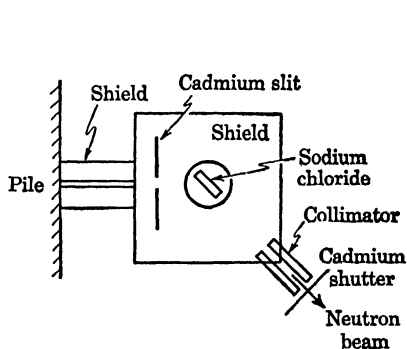 Cadmium slit
Shield
Shield
Sodium
chloride
Pile
Collimator
Cadmium
shutter
Neutron
beam